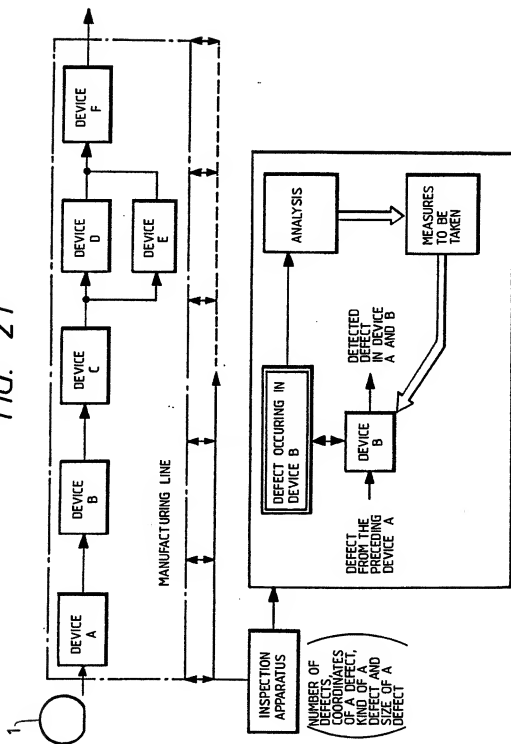 FIG. 21
1
DEVICE
A
DEVICE
B
DEVICE
C
DEVICE
D
DEVICE
E
DEVICE
F
MANUFACTURING LINE
INSPECTION
APPARATUS
NUMBER OF
DEFECTS,
COORDINATES
OF A DEFECT,
KIND OF A
DEFECT AND
SIZE OF A
DEFECT
DEFECT OCCURING IN
DEVICE B
ANALYSIS
DEFECT
FROM THE
PRECEDING
DEVICE A
DEVICE
B
DETECTED
DEFECT
IN DEVICE
A AND B
MEASURES
TO BE
TAKEN